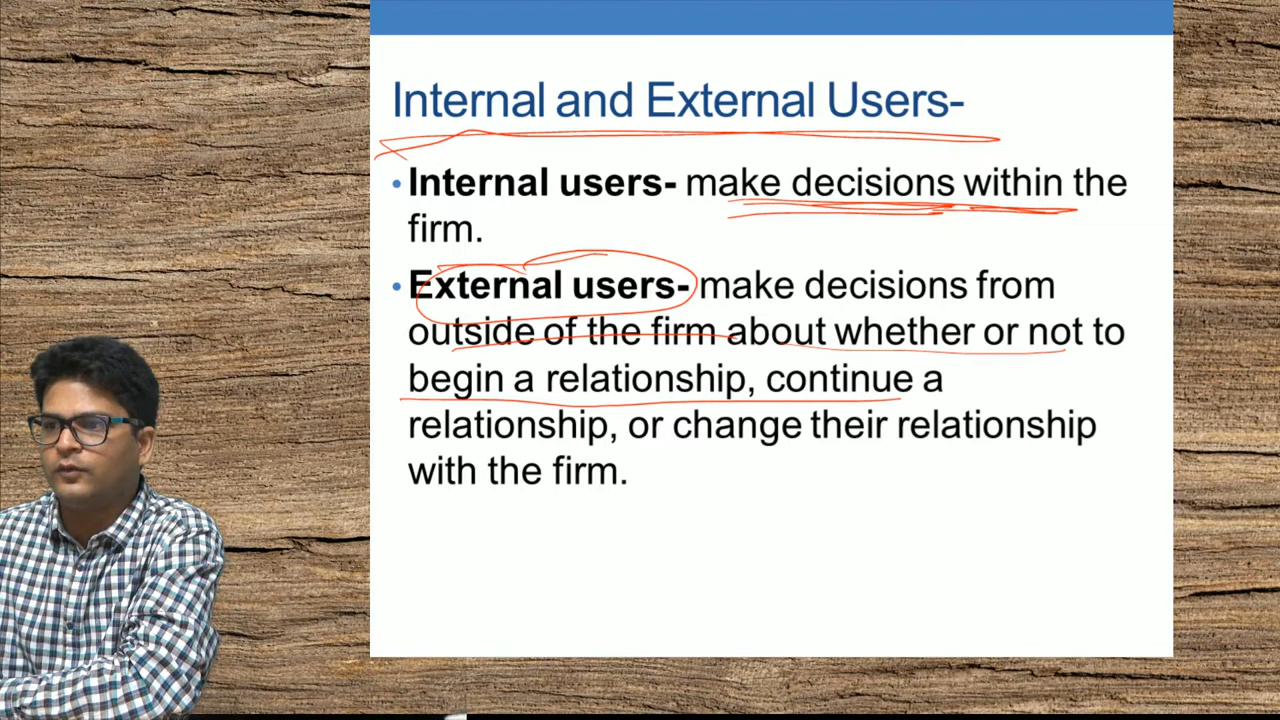 Internal and External Users-
• Internal users- make decisions within the
firm.
• External users- make decisions from
outside of the firm about whether or not to
begin a relationship, continue a
relationship, or change their relationship
with the firm.